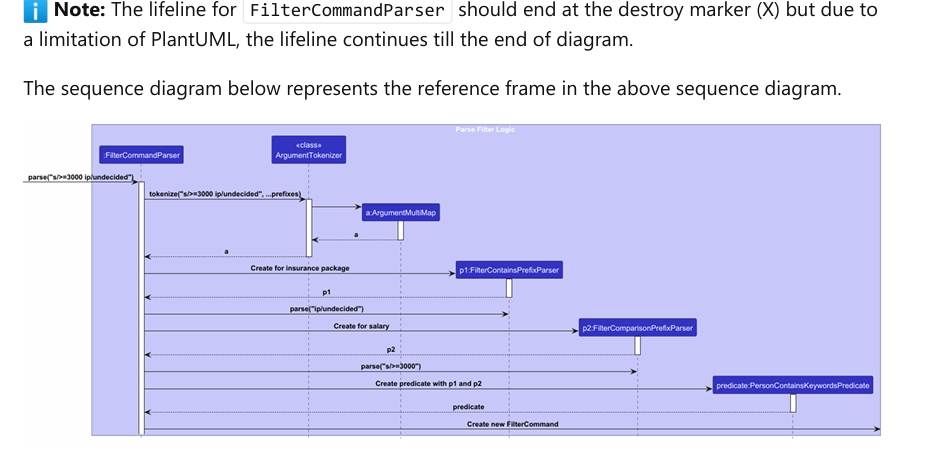 Note: The lifeline for FilterCommandParser should end at the destroy marker (X) but due to
a limitation of PlantUML, the lifeline continues till the end of diagram.
The sequence diagram below represents the reference frame in the above sequence diagram.
Parse Filter Logic
:FilterCommandParser
«class»
ArgumentTokenizer
parse("s/>=3000 ip/undecided")
tokenize("s/>=3000 ip/undecided", ...prefixes)
a:ArgumentMultiMap
a
a
Create for insurance package
p1:FilterContainsPrefixParser
p1
parse("ip/undecided")
Create for salary
p2:FilterComparisonPrefixParser
p2
parse("s/>=3000")
Create predicate with p1 and p2
predicate:PersonContainsKeywordsPredicate
predicate
Create new FilterCommand